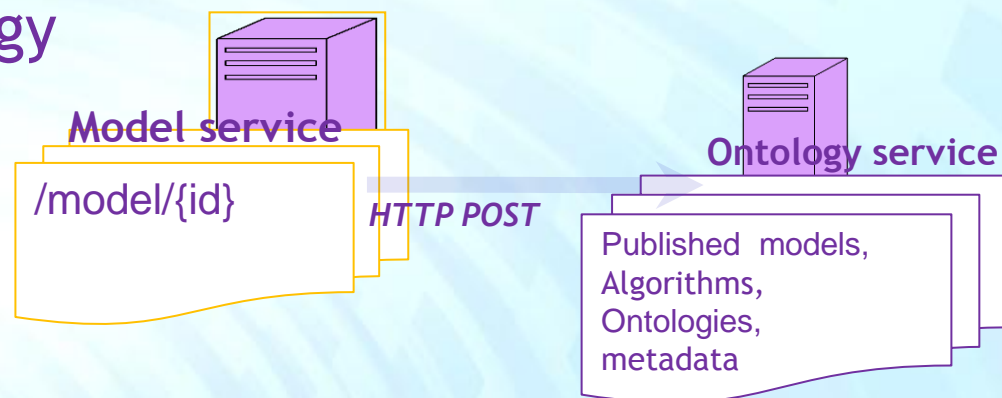 gy
Model service
/model/{id}
HTTP POST
Ontology service
Published models,
Algorithms,
Ontologies,
metadata